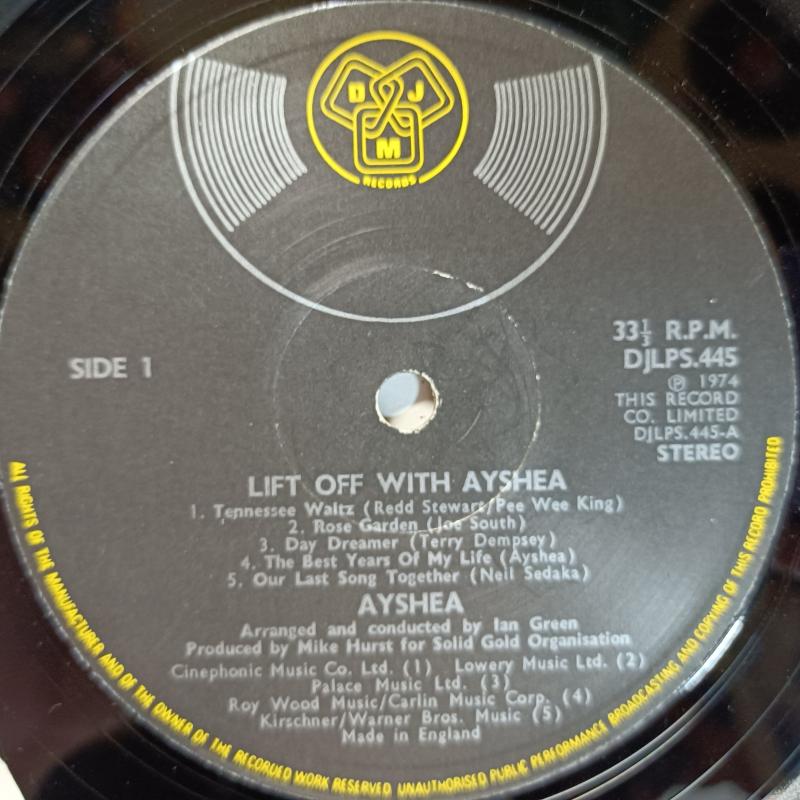 D J
M
RECORDS
SIDE 1
33⅓ R.P.M.
DJLPS.445
Ⓟ 1974
THIS RECORD
CO. LIMITED
DJLPS.445-A
STEREO
LIFT OFF WITH AYSHEA
1. Tennessee Waltz (Redd Stewart/Pee Wee King)
2. Rose Garden (Joe South)
3. Day Dreamer (Terry Dempsey)
4. The Best Years Of My Life (Ayshea)
5. Our Last Song Together (Neil Sedaka)
AYSHEA
Arranged and conducted by Ian Green
Produced by Mike Hurst for Solid Gold Organisation
Cinephonic Music Co. Ltd. (1) Lowery Music Ltd. (2)
Palace Music Ltd. (3)
Roy Wood Music/Carlin Music Corp. (4)
Kirschner/Warner Bros. Music (5)
Made in England
ALL RIGHTS OF THE MANUFACTURER AND OF THE OWNER OF THE RECORDED WORK RESERVED UNAUTHORISED PUBLIC PERFORMANCE BROADCASTING AND COPYING OF THIS RECORD PROHIBITED